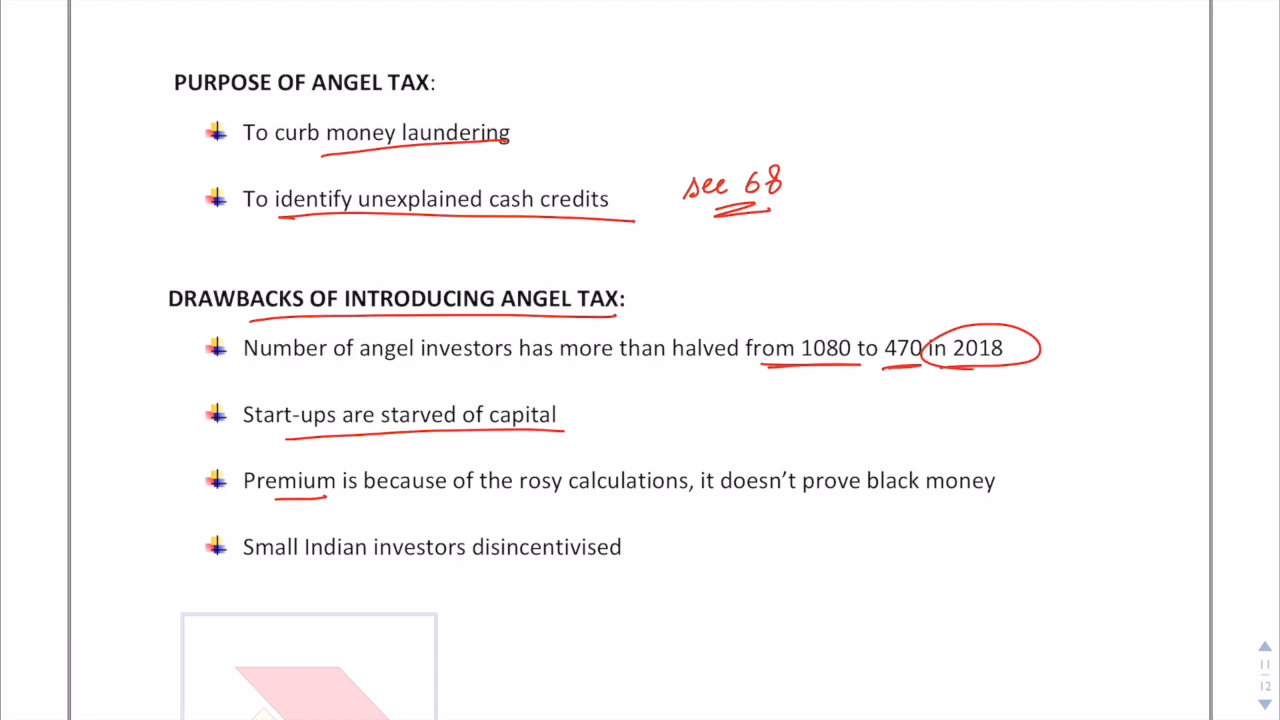 PURPOSE OF ANGEL TAX:
To curb money laundering
To identify unexplained cash credits
see 68
DRAWBACKS OF INTRODUCING ANGEL TAX:
Number of angel investors has more than halved from 1080 to 470 in 2018
Start-ups are starved of capital
Premium is because of the rosy calculations, it doesn't prove black money
Small Indian investors disincentivised
11
12